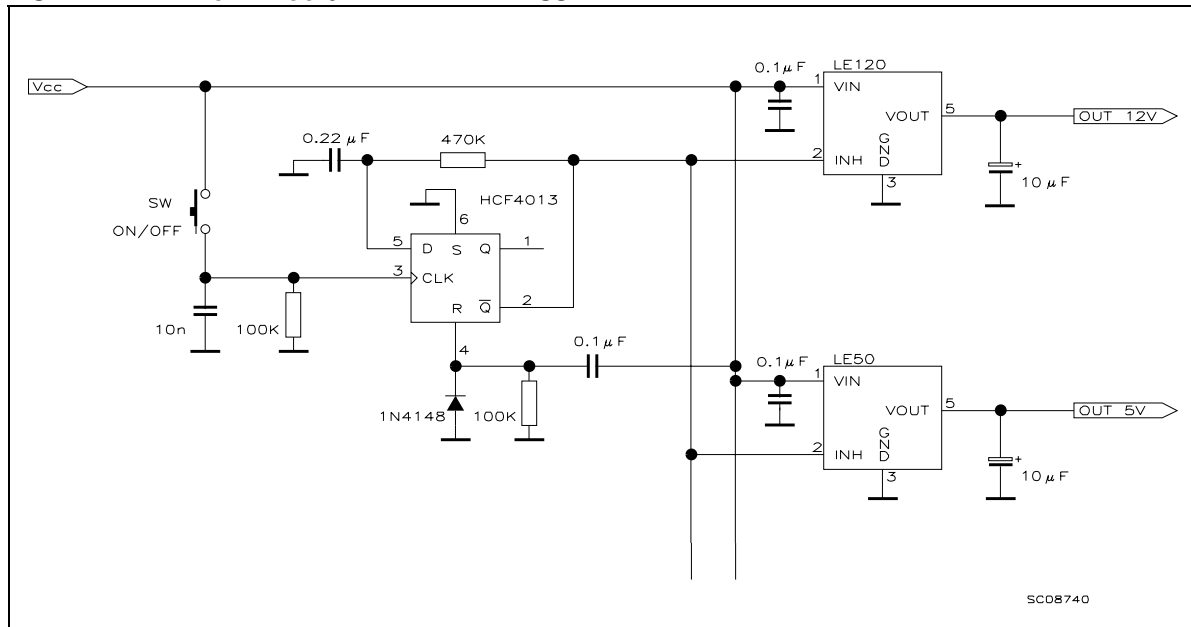 Vcc
SW
ON/OFF
10n
100K
0.22 μF
470K
HCF4013
6
5
D
S
Q
1
3
CLK
R
Q̅
2
4
1N4148
100K
0.1μF
0.1μF
LE120
1
VIN
VOUT
5
GND
2
INH
3
OUT 12V
+
10μF
0.1μF
LE50
1
VIN
VOUT
5
GND
2
INH
3
OUT 5V
+
10μF
SC08740